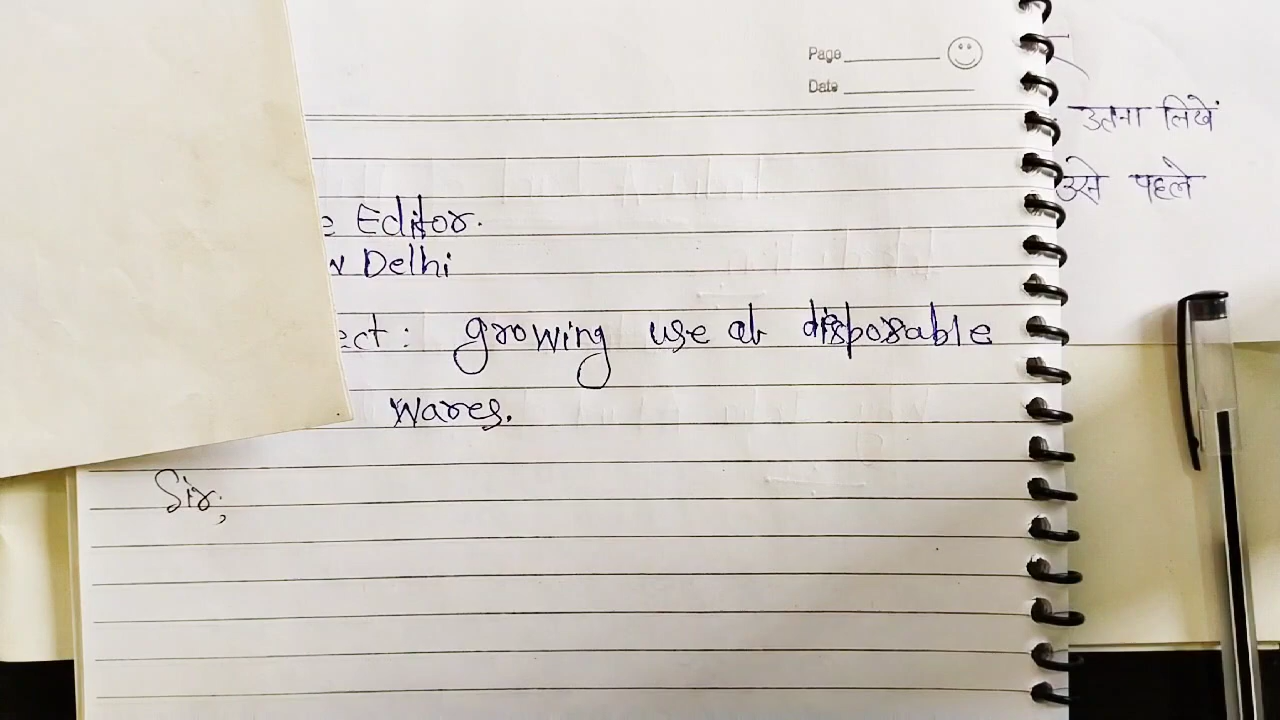 Page
Date
उतना लिखें
उसे पहले
e Editor.
w Delhi
ect: growing use of disposable
Wares.
Sir,